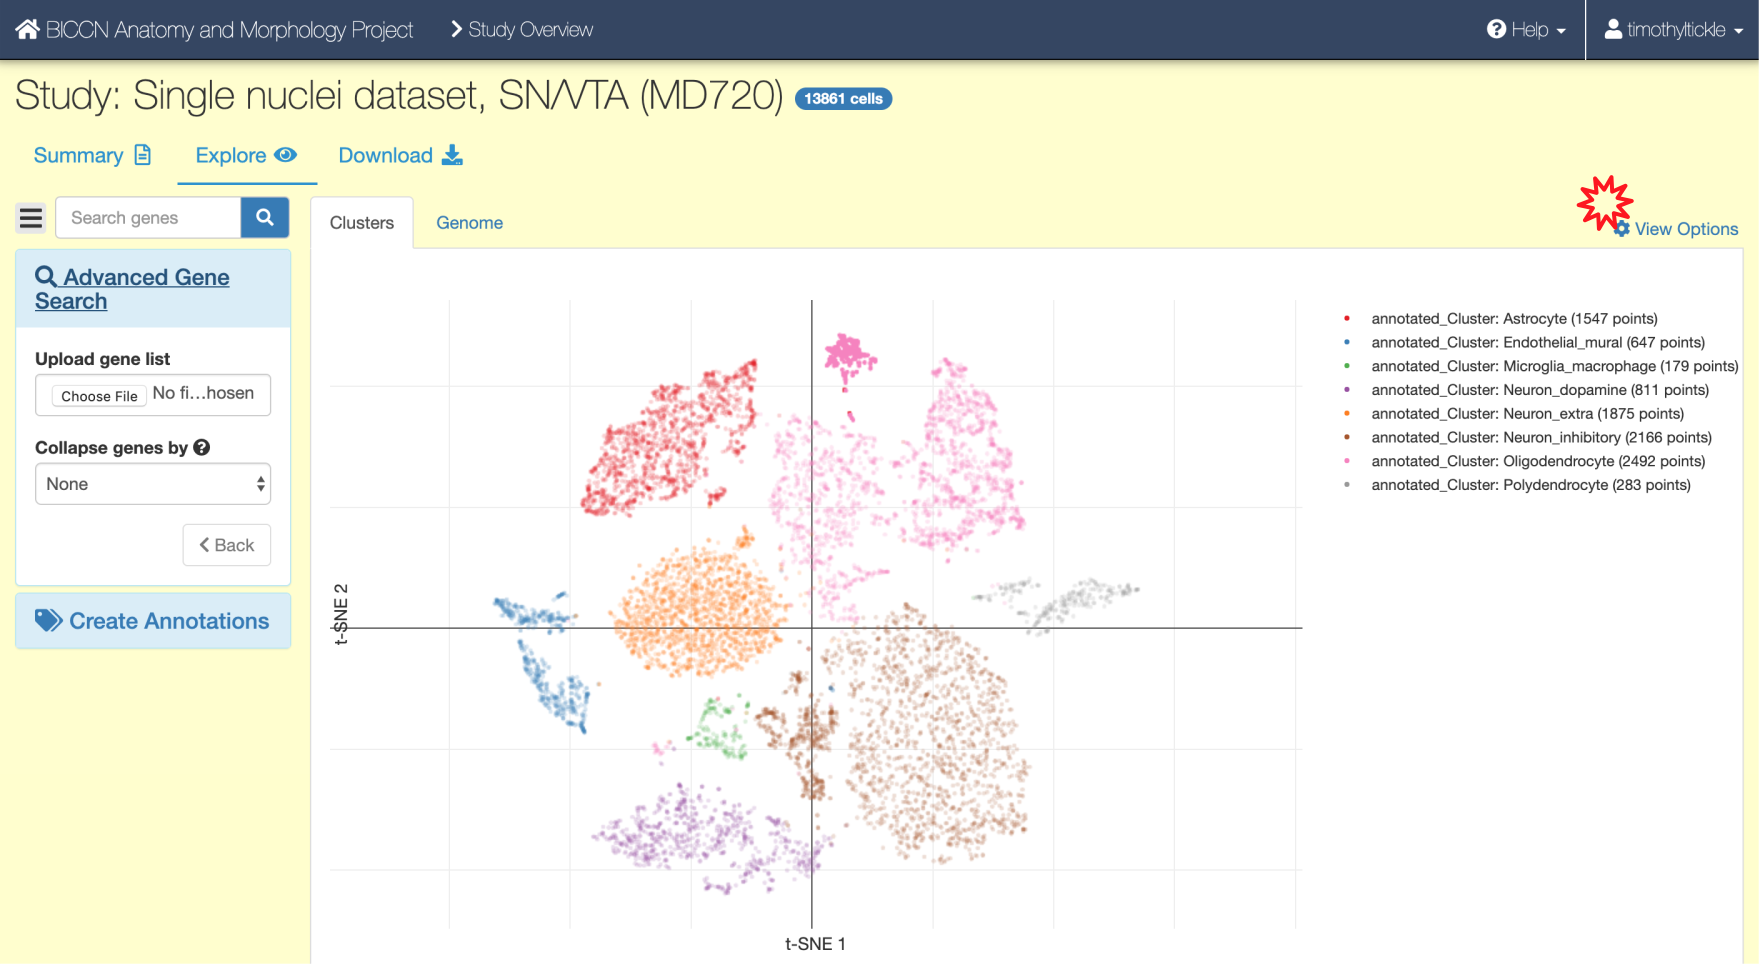 BICCN Anatomy and Morphology Project
Study Overview
Help
timothyltickle
Study: Single nuclei dataset, SN/VTA (MD720)
13861 cells
Summary
Explore
Download
Search genes
Clusters
Genome
View Options
Advanced Gene
Search
Upload gene list
Choose File
No fi...hosen
Collapse genes by
None
Back
Create Annotations
t-SNE 2
t-SNE 1
annotated_Cluster: Astrocyte (1547 points)
annotated_Cluster: Endothelial_mural (647 points)
annotated_Cluster: Microglia_macrophage (179 points)
annotated_Cluster: Neuron_dopamine (811 points)
annotated_Cluster: Neuron_extra (1875 points)
annotated_Cluster: Neuron_inhibitory (2166 points)
annotated_Cluster: Oligodendrocyte (2492 points)
annotated_Cluster: Polydendrocyte (283 points)